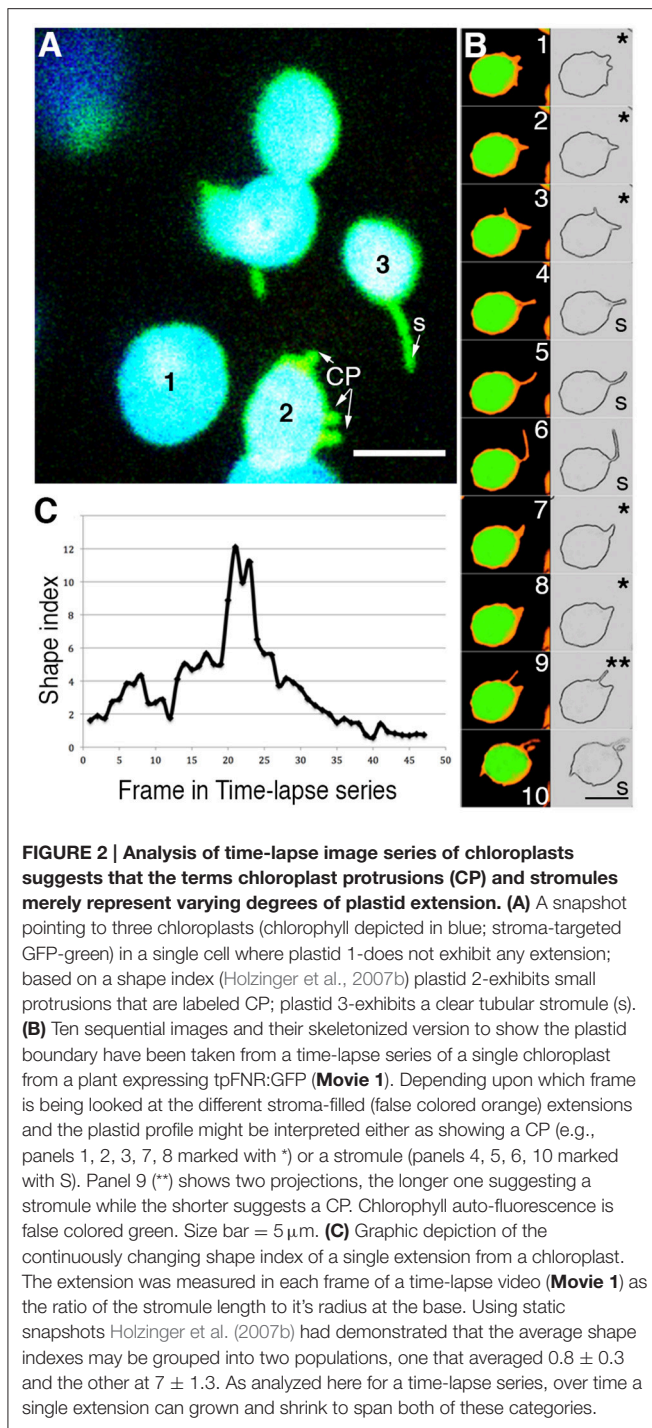 A
1
2
3
s
CP
B
1
*
2
*
3
*
4
S
5
S
6
S
7
*
8
*
9
**
10
S
C
Shape index
12
10
8
6
4
2
0
0 5 10 15 20 25 30 35 40 45 50
Frame in Time-lapse series
FIGURE 2 | Analysis of time-lapse image series of chloroplasts
suggests that the terms chloroplast protrusions (CP) and stromules
merely represent varying degrees of plastid extension. (A) A snapshot
pointing to three chloroplasts (chlorophyll depicted in blue; stroma-targeted
GFP-green) in a single cell where plastid 1-does not exhibit any extension;
based on a shape index (Holzinger et al., 2007b) plastid 2-exhibits small
protrusions that are labeled CP; plastid 3-exhibits a clear tubular stromule (s).
(B) Ten sequential images and their skeletonized version to show the plastid
boundary have been taken from a time-lapse series of a single chloroplast
from a plant expressing tpFNR:GFP (Movie 1). Depending upon which frame
is being looked at the different stroma-filled (false colored orange) extensions
and the plastid profile might be interpreted either as showing a CP (e.g.,
panels 1, 2, 3, 7, 8 marked with *) or a stromule (panels 4, 5, 6, 10 marked
with S). Panel 9 (**) shows two projections, the longer one suggesting a
stromule while the shorter suggests a CP. Chlorophyll auto-fluorescence is
false colored green. Size bar = 5 μm. (C) Graphic depiction of the
continuously changing shape index of a single extension from a chloroplast.
The extension was measured in each frame of a time-lapse video (Movie 1) as
the ratio of the stromule length to it's radius at the base. Using static
snapshots Holzinger et al. (2007b) had demonstrated that the average shape
indexes may be grouped into two populations, one that averaged 0.8 ± 0.3
and the other at 7 ± 1.3. As analyzed here for a time-lapse series, over time a
single extension can grown and shrink to span both of these categories.